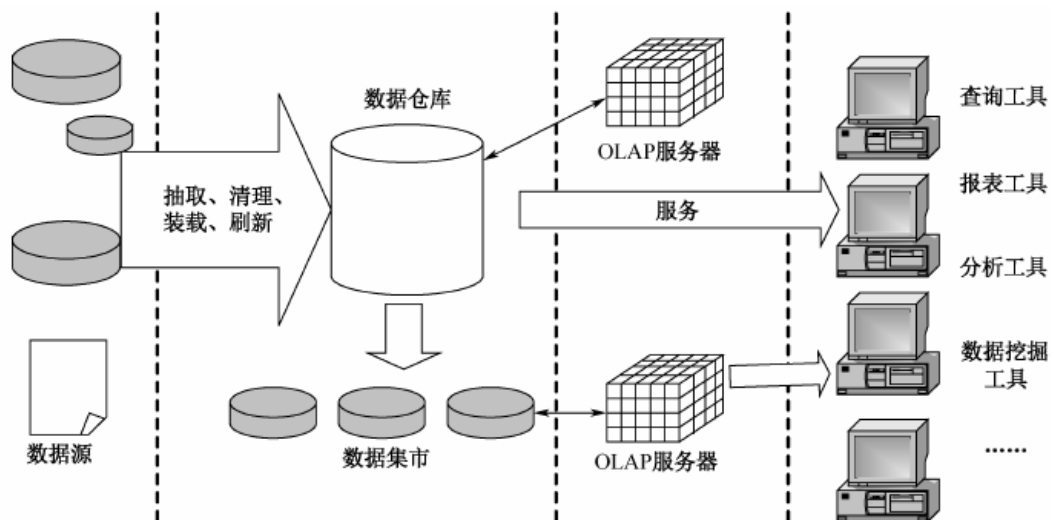 数据仓库
抽取、清理、
装载、刷新
数据源
数据集市
OLAP服务器
服务
OLAP服务器
查询工具
报表工具
分析工具
数据挖掘
工具
……